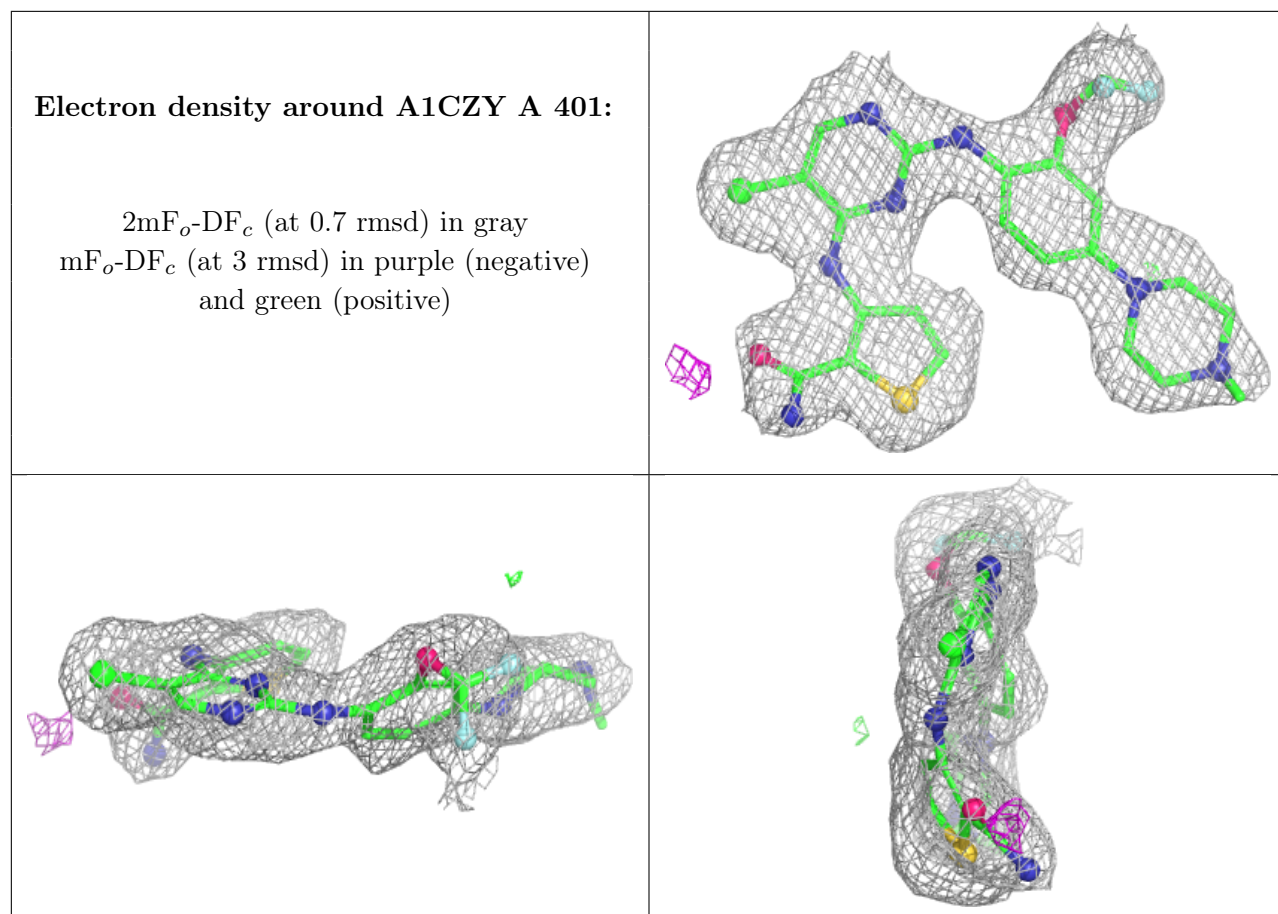 Electron density around A1CZY A 401:
2mFo-DFc (at 0.7 rmsd) in gray
mFo-DFc (at 3 rmsd) in purple (negative)
and green (positive)